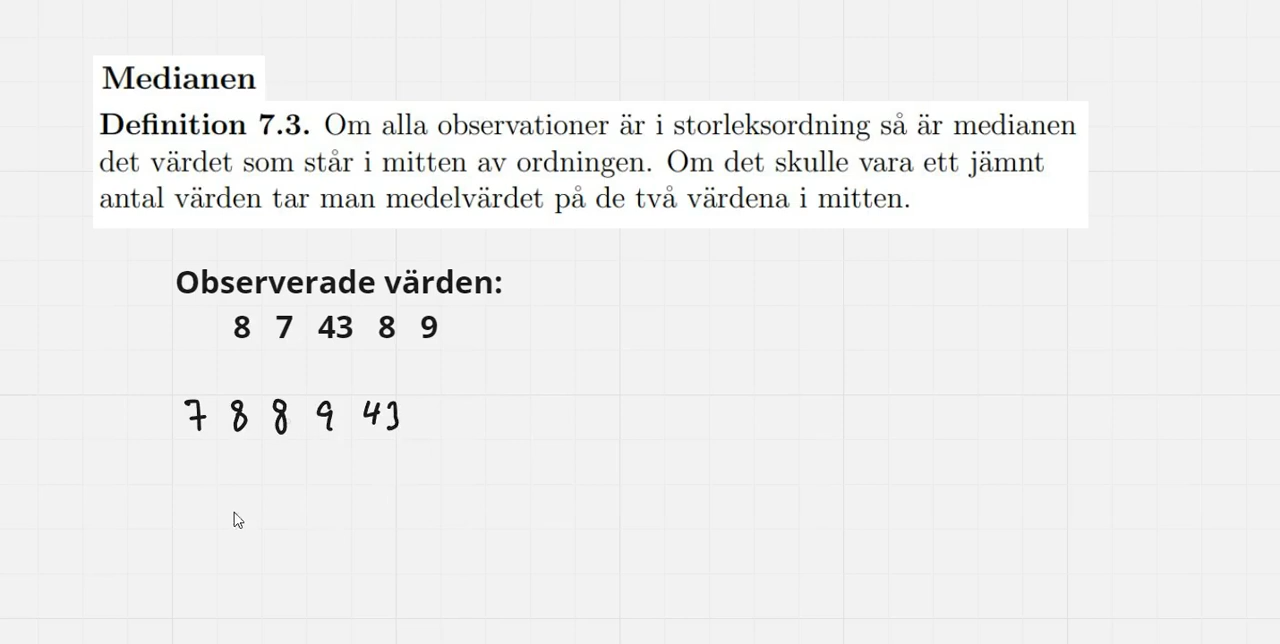 Medianen
Definition 7.3. Om alla observationer är i storleksordning så är medianen
det värdet som står i mitten av ordningen. Om det skulle vara ett jämnt
antal värden tar man medelvärdet på de två värdena i mitten.
Observerade värden:
8 7 43 8 9
7 8 8 9 43